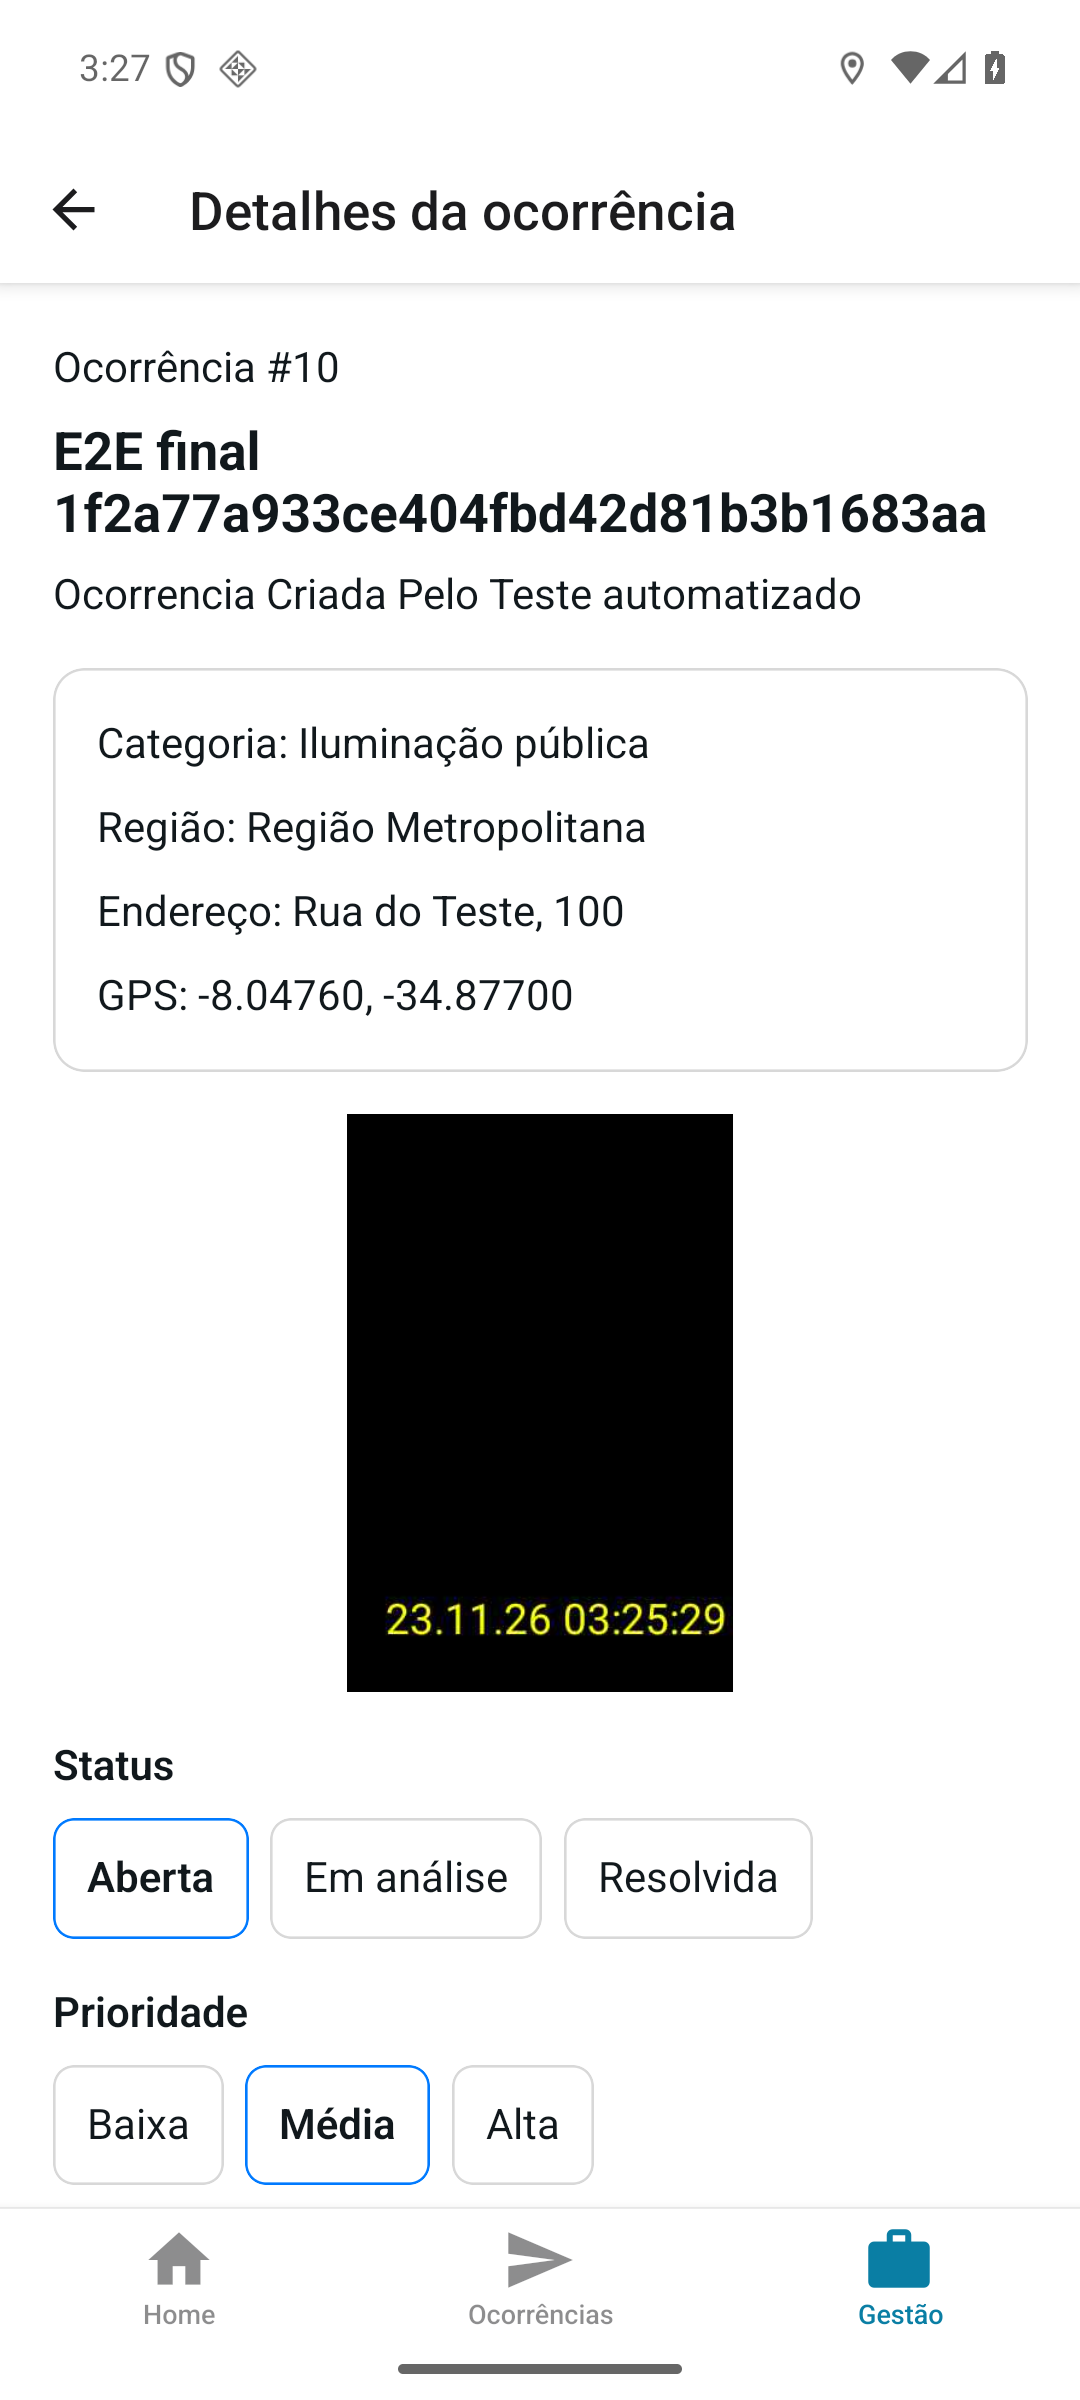 3:27
Detalhes da ocorrência
Ocorrência #10
E2E final
1f2a77a933ce404fbd42d81b3b1683aa
Ocorrencia Criada Pelo Teste automatizado
Categoria: Iluminação pública
Região: Região Metropolitana
Endereço: Rua do Teste, 100
GPS: -8.04760, -34.87700
23.11.26 03:25:29
Status
Aberta Em análise Resolvida
Prioridade
Baixa Média Alta
Home Ocorrências Gestão